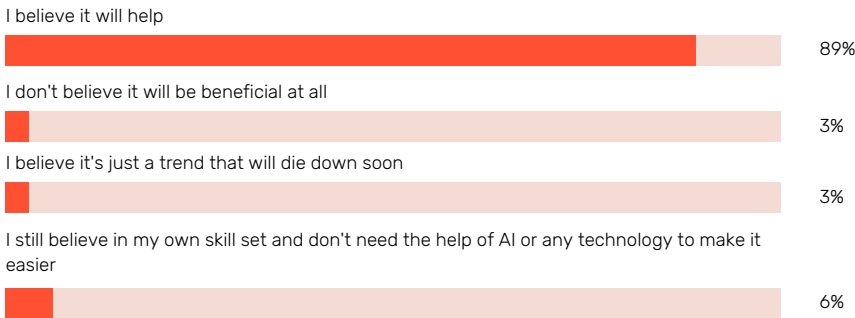 I believe it will help
89%
I don't believe it will be beneficial at all
3%
I believe it's just a trend that will die down soon
3%
I still believe in my own skill set and don't need the help of AI or any technology to make it
easier
6%